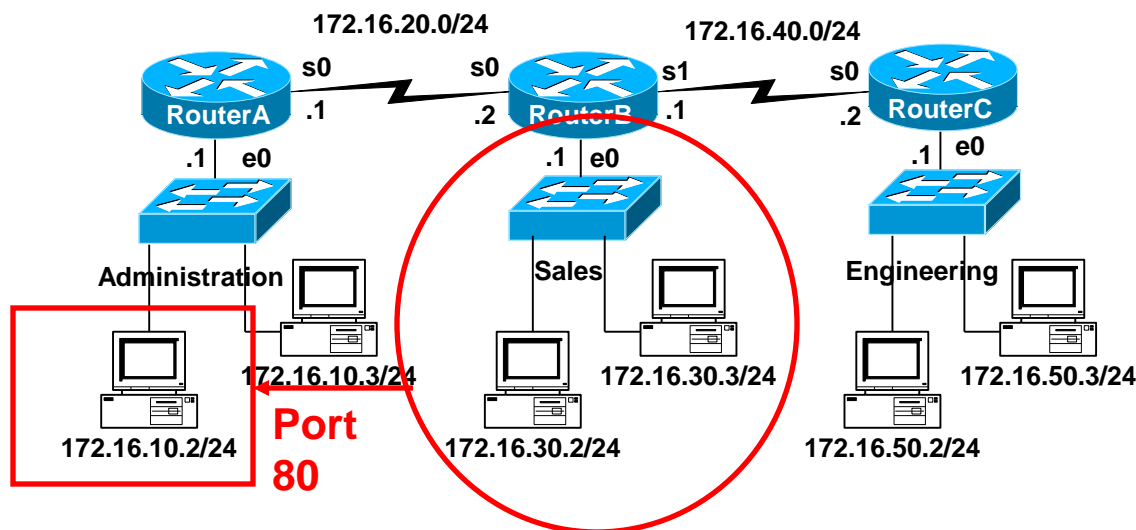 172.16.20.0/24
172.16.40.0/24
s0
s0
s1
s0
RouterA
RouterB
RouterC
.1
.2
.1
.2
.1
e0
.1
e0
.1
e0
Administration
Sales
Engineering
172.16.10.3/24
172.16.30.3/24
172.16.50.3/24
Port
80
172.16.10.2/24
172.16.30.2/24
172.16.50.2/24